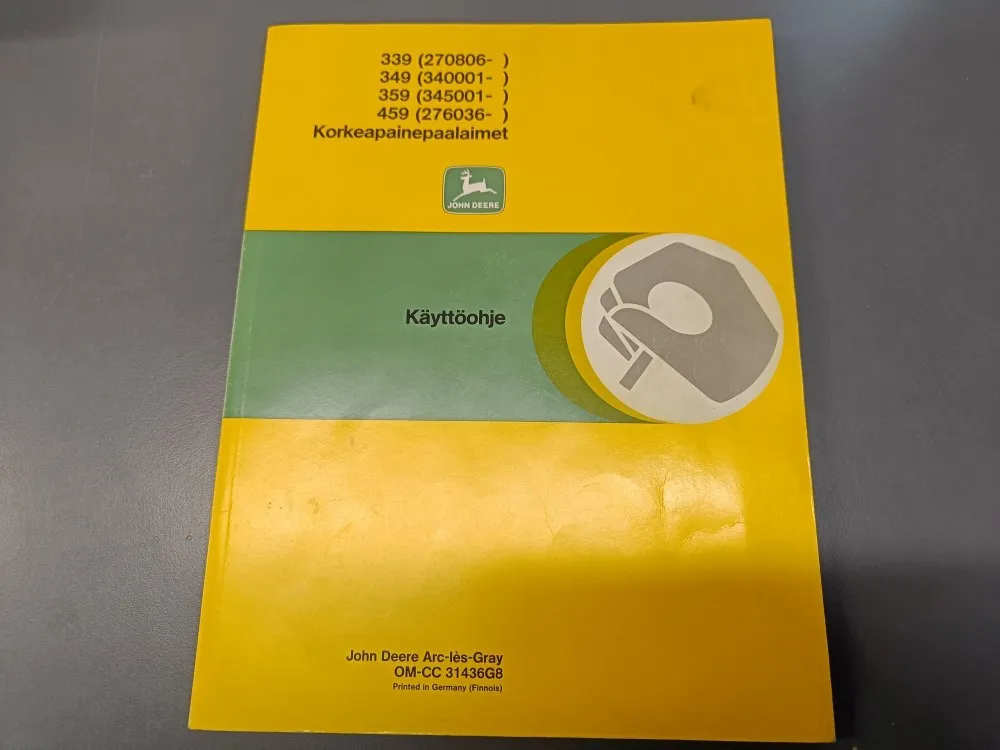 339 (270806-  )
349 (340001-  )
359 (345001-  )
459 (276036-  )
Korkeapainepaalaimet
JOHN DEERE
Käyttöohje
John Deere Arc-lès-Gray
OM-CC 31436G8
Printed in Germany (Finnois)